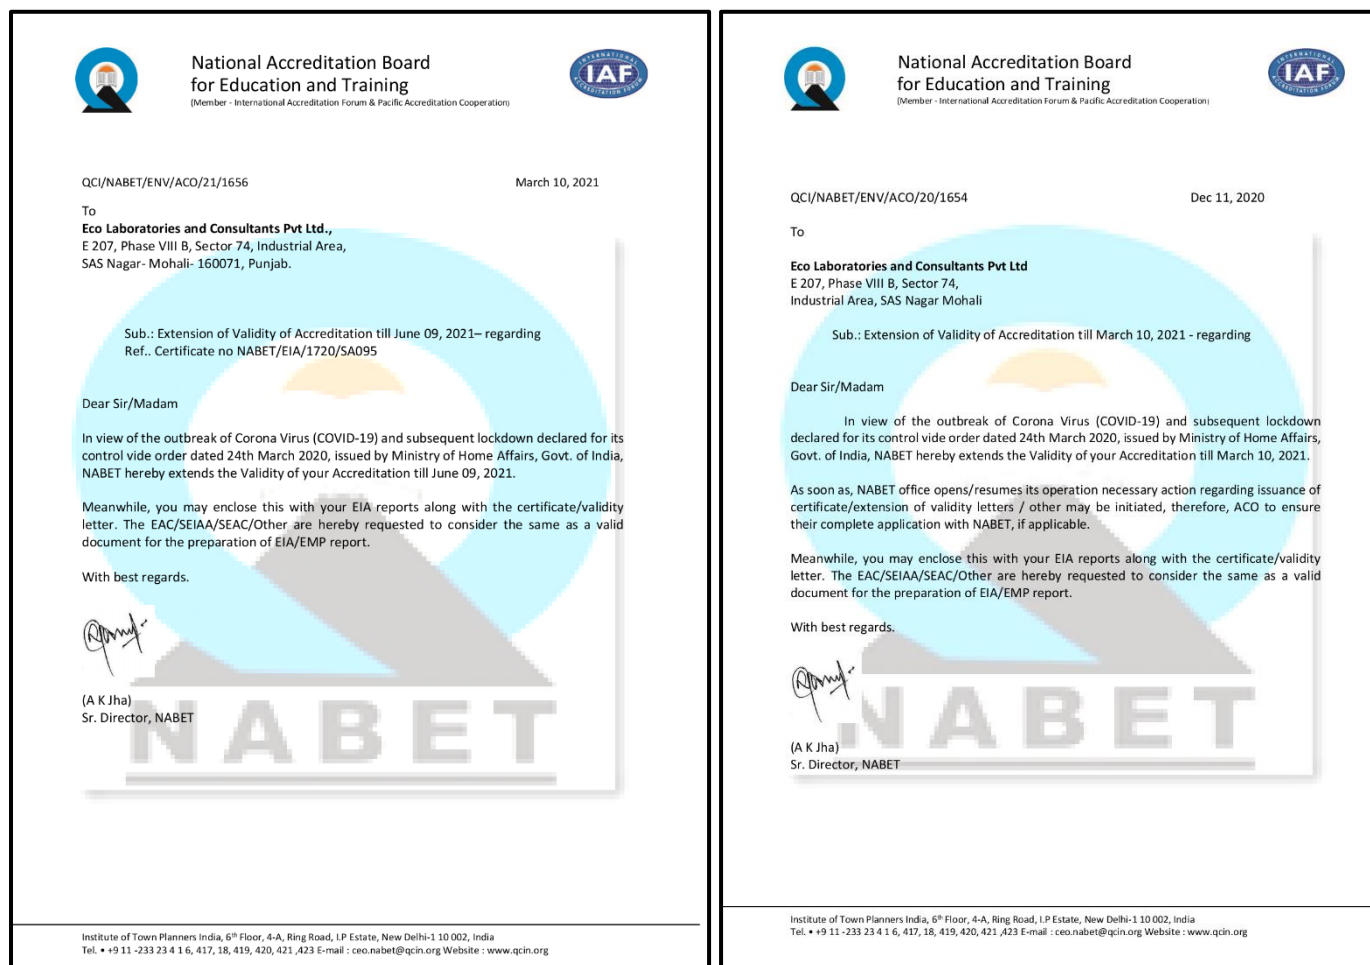 National Accreditation Board
for Education and Training
(Member - International Accreditation Forum & Pacific Accreditation Cooperation)
INTERNATIONAL
IAF
ACCREDITATION FORUM
QCI/NABET/ENV/ACO/21/1656 March 10, 2021
To
Eco Laboratories and Consultants Pvt Ltd.,
E 207, Phase VIII B, Sector 74, Industrial Area,
SAS Nagar- Mohali- 160071, Punjab.
Sub.: Extension of Validity of Accreditation till June 09, 2021– regarding
Ref.. Certificate no NABET/EIA/1720/SA095
Dear Sir/Madam
In view of the outbreak of Corona Virus (COVID-19) and subsequent lockdown declared for its
control vide order dated 24th March 2020, issued by Ministry of Home Affairs, Govt. of India,
NABET hereby extends the Validity of your Accreditation till June 09, 2021.
Meanwhile, you may enclose this with your EIA reports along with the certificate/validity
letter. The EAC/SEIAA/SEAC/Other are hereby requested to consider the same as a valid
document for the preparation of EIA/EMP report.
With best regards.
(A K Jha)
Sr. Director, NABET
NABET
Institute of Town Planners India, 6th Floor, 4-A, Ring Road, I.P Estate, New Delhi-1 10 002, India
Tel. • +9 11 -233 23 4 1 6, 417, 18, 419, 420, 421 ,423 E-mail : ceo.nabet@qcin.org Website : www.qcin.org
National Accreditation Board
for Education and Training
(Member - International Accreditation Forum & Pacific Accreditation Cooperation)
INTERNATIONAL
IAF
ACCREDITATION FORUM
QCI/NABET/ENV/ACO/20/1654 Dec 11, 2020
To
Eco Laboratories and Consultants Pvt Ltd
E 207, Phase VIII B, Sector 74,
Industrial Area, SAS Nagar Mohali
Sub.: Extension of Validity of Accreditation till March 10, 2021 - regarding
Dear Sir/Madam
In view of the outbreak of Corona Virus (COVID-19) and subsequent lockdown
declared for its control vide order dated 24th March 2020, issued by Ministry of Home Affairs,
Govt. of India, NABET hereby extends the Validity of your Accreditation till March 10, 2021.
As soon as, NABET office opens/resumes its operation necessary action regarding issuance of
certificate/extension of validity letters / other may be initiated, therefore, ACO to ensure
their complete application with NABET, if applicable.
Meanwhile, you may enclose this with your EIA reports along with the certificate/validity
letter. The EAC/SEIAA/SEAC/Other are hereby requested to consider the same as a valid
document for the preparation of EIA/EMP report.
With best regards.
(A K Jha)
Sr. Director, NABET
NABET
Institute of Town Planners India, 6th Floor, 4-A, Ring Road, I.P Estate, New Delhi-1 10 002, India
Tel. • +9 11 -233 23 4 1 6, 417, 18, 419, 420, 421 ,423 E-mail : ceo.nabet@qcin.org Website : www.qcin.org